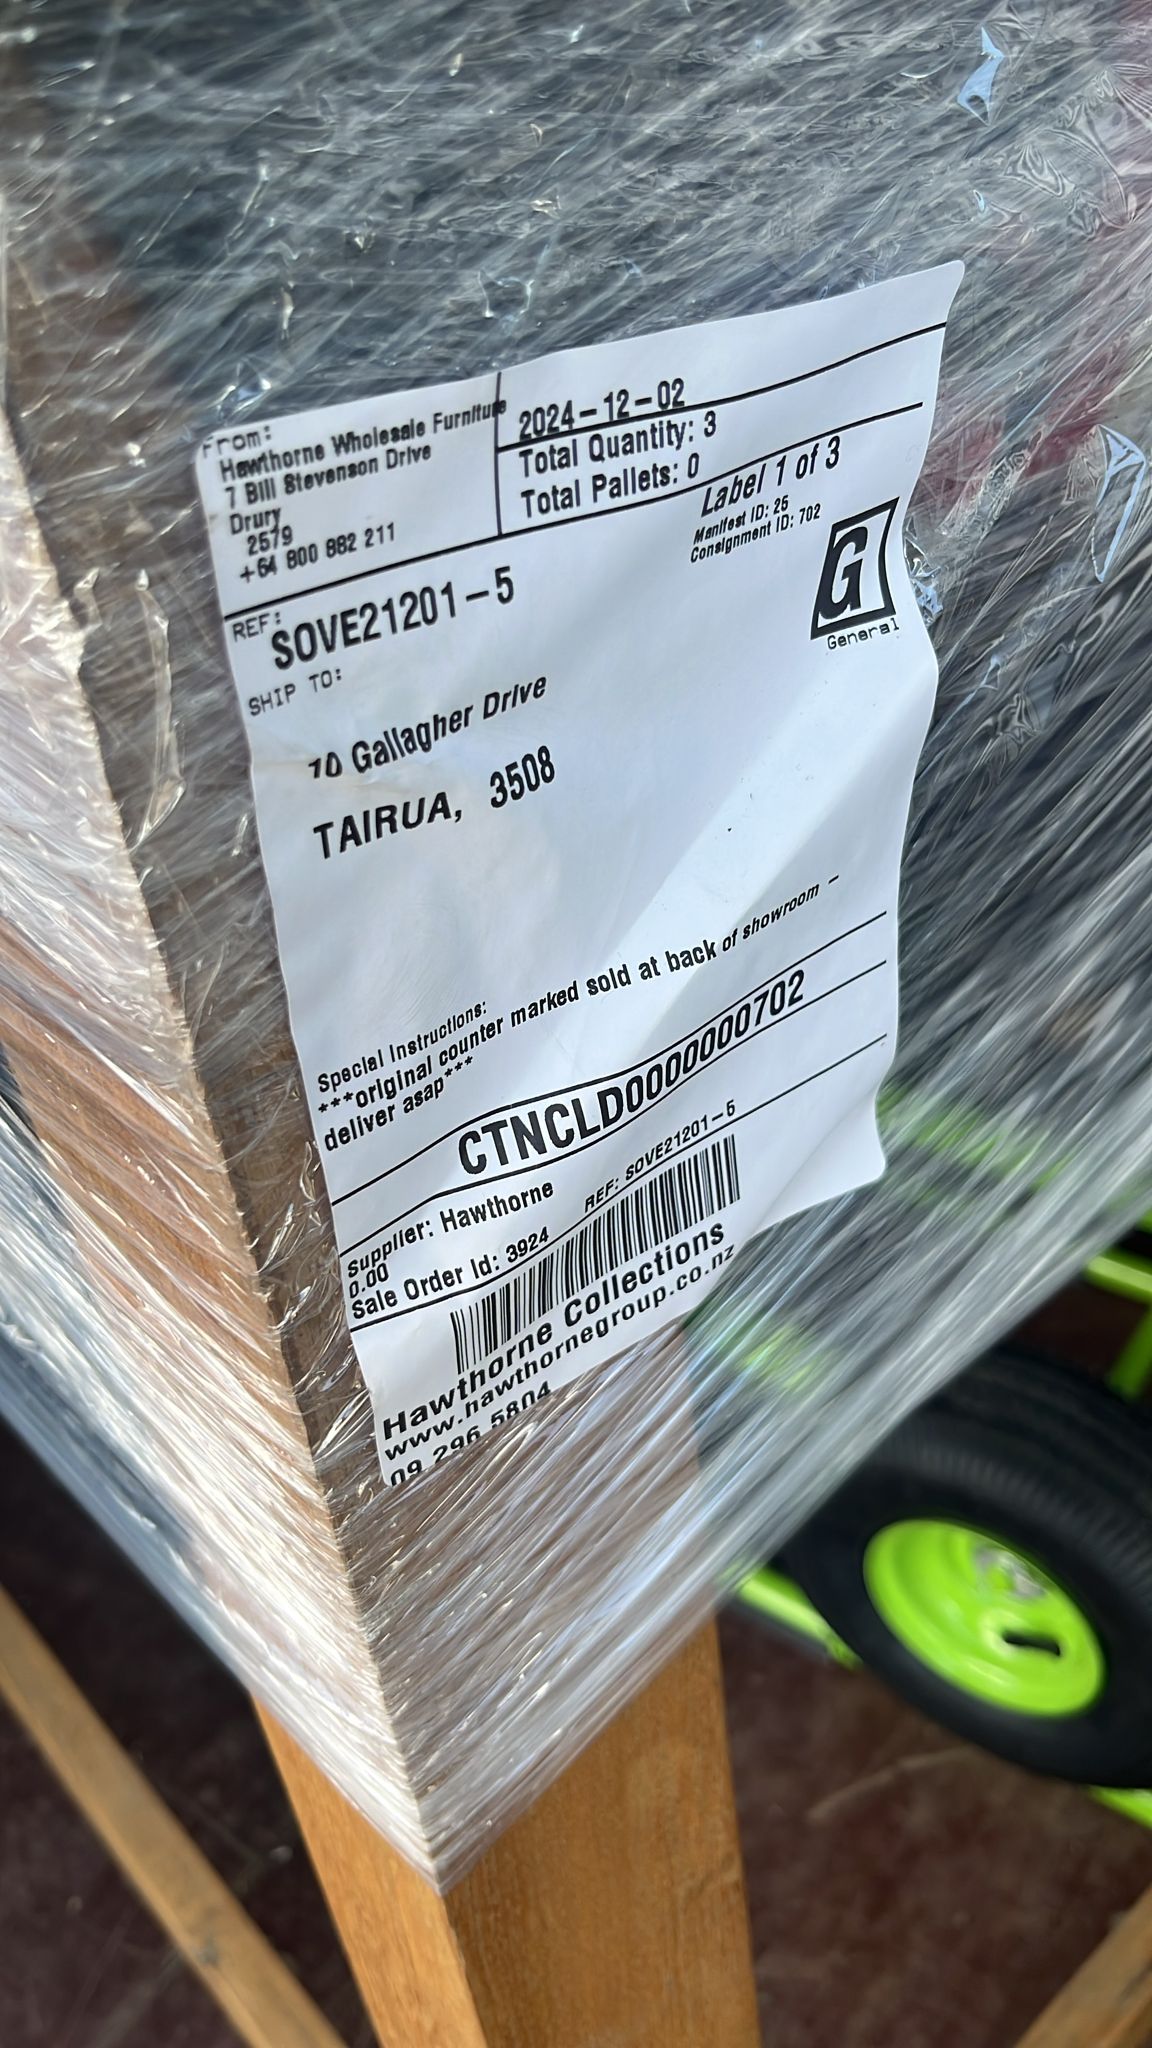 From:
Hawthorne Wholesale Furniture
7 Bill Stevenson Drive
Drury
2579
+64 800 882 211
2024-12-02
Total Quantity: 3
Total Pallets: 0
Label 1 of 3
Manifest ID: 25
Consignment ID: 702
G
General
REF: SOVE21201-5
SHIP TO:
10 Gallagher Drive
TAIRUA, 3508
Special Instructions:
***original counter marked sold at back of showroom -
deliver asap***
CTNCLD0000000702
Supplier: Hawthorne
0.00
Sale Order Id: 3924
REF: SOVE21201-5
Hawthorne Collections
www.hawthornegroup.co.nz
09 296 5804